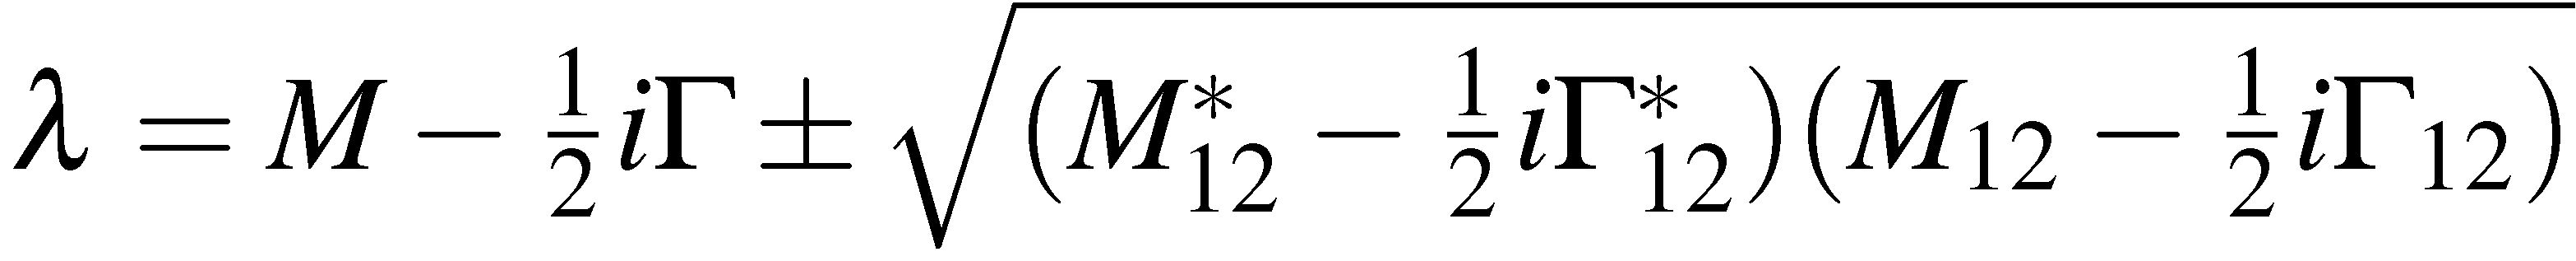 λ = M − ½iΓ ± √((M*₁₂ − ½iΓ*₁₂)(M₁₂ − ½iΓ₁₂))